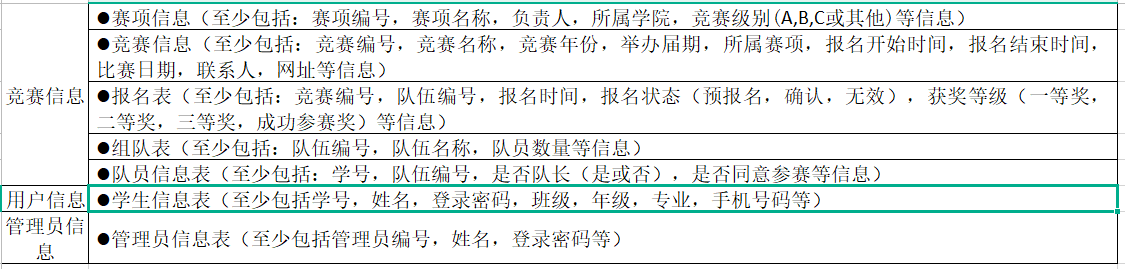 竞赛信息
●赛项信息（至少包括：赛项编号，赛项名称，负责人，所属学院，竞赛级别(A,B,C或其他)等信息）
●竞赛信息（至少包括：竞赛编号，竞赛名称，竞赛年份，举办届期，所属赛项，报名开始时间，报名结束时间，
比赛日期，联系人，网址等信息）
●报名表（至少包括：竞赛编号，队伍编号，报名时间，报名状态（预报名，确认，无效），获奖等级（一等奖，
二等奖，三等奖，成功参赛奖）等信息）
●组队表（至少包括：队伍编号，队伍名称，队员数量等信息）
●队员信息表（至少包括：学号，队伍编号，是否队长（是或否），是否同意参赛等信息）
用户信息
●学生信息表（至少包括学号，姓名，登录密码，班级，年级，专业，手机号码等）
管理员信
息
●管理员信息表（至少包括管理员编号，姓名，登录密码等）